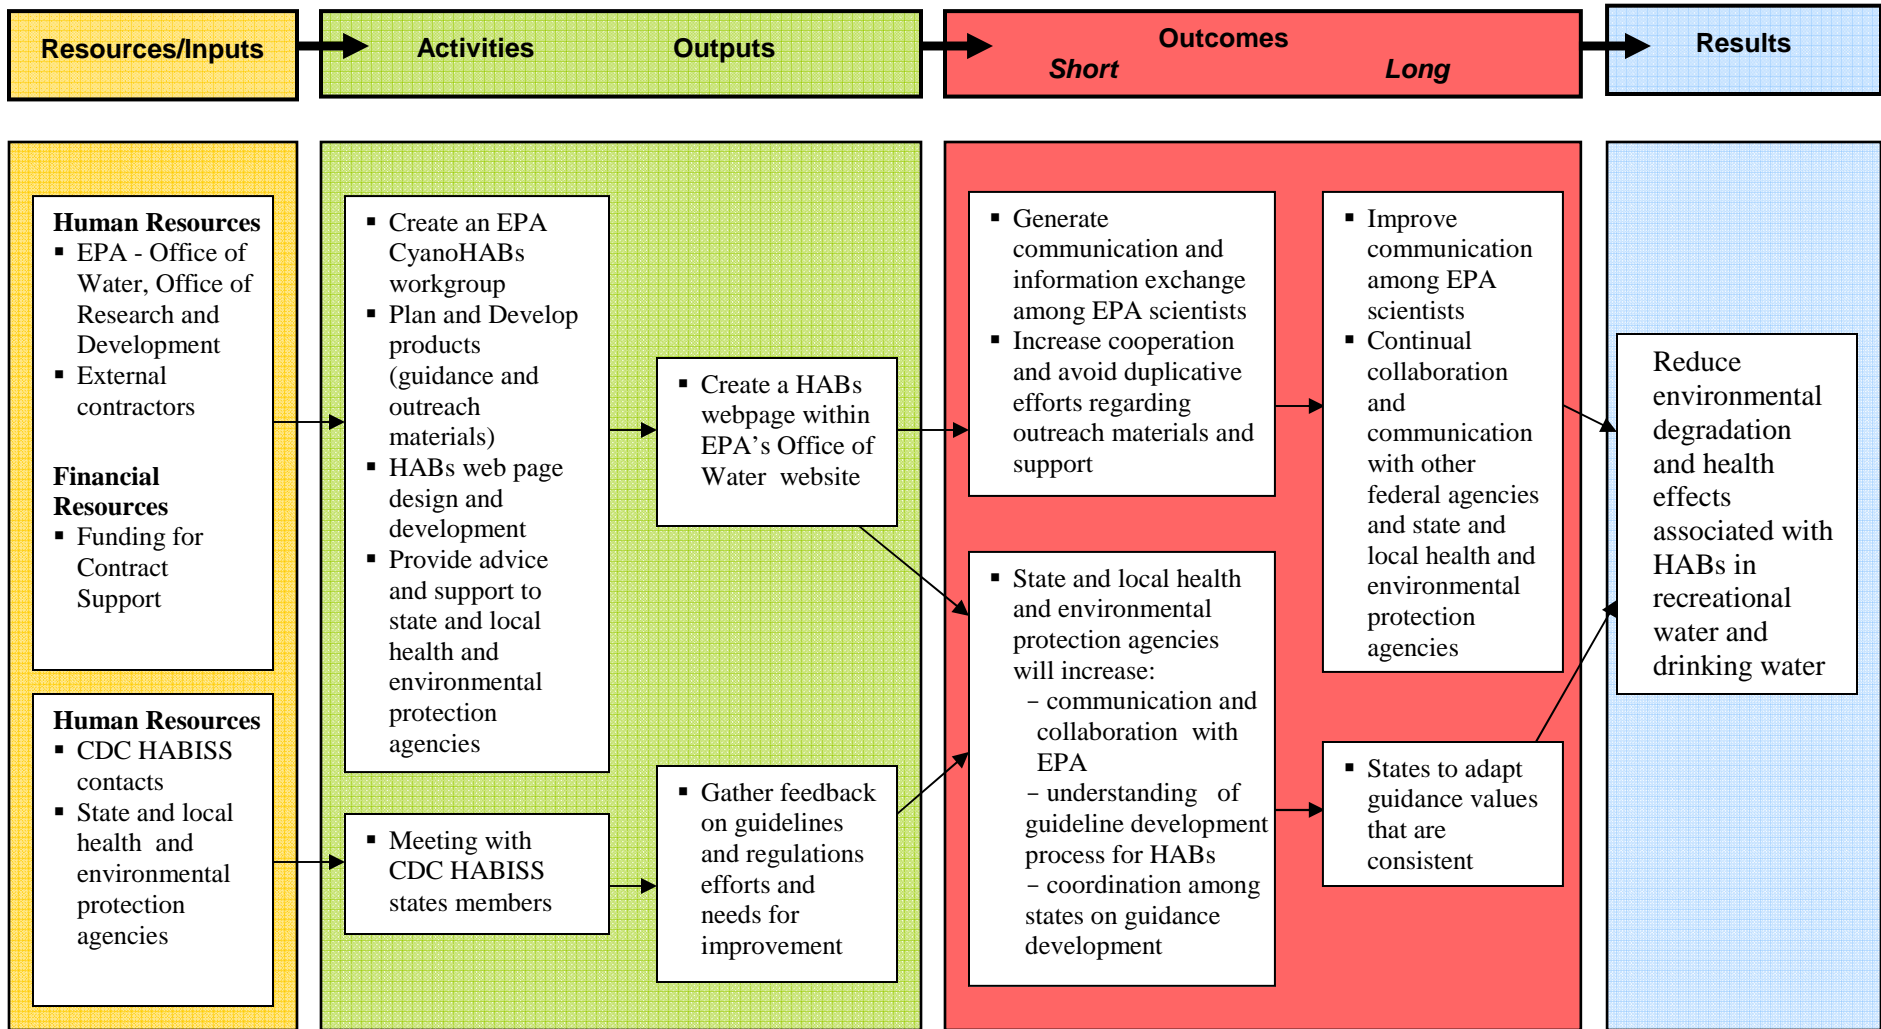 Resources/Inputs
Activities
Outputs
Outcomes
Short
Long
Results
Human Resources
▪ EPA - Office of
Water, Office of
Research and
Development
▪ External
contractors
Financial
Resources
▪ Funding for
Contract
Support
Human Resources
▪ CDC HABISS
contacts
▪ State and local
health and
environmental
protection
agencies
▪ Create an EPA
CyanoHABs
workgroup
▪ Plan and Develop
products
(guidance and
outreach
materials)
▪ HABs web page
design and
development
▪ Provide advice
and support to
state and local
health and
environmental
protection
agencies
▪ Meeting with
CDC HABISS
states members
▪ Create a HABs
webpage within
EPA’s Office of
Water website
▪ Gather feedback
on guidelines
and regulations
efforts and
needs for
improvement
▪ Generate
communication and
information exchange
among EPA scientists
▪ Increase cooperation
and avoid duplicative
efforts regarding
outreach materials and
support
▪ State and local health
and environmental
protection agencies
will increase:
– communication and
collaboration with
EPA
– understanding of
guideline development
process for HABs
– coordination among
states on guidance
development
▪ Improve
communication
among EPA
scientists
▪ Continual
collaboration
and
communication
with other
federal agencies
and state and
local health and
environmental
protection
agencies
▪ States to adapt
guidance values
that are
consistent
Reduce
environmental
degradation
and health
effects
associated with
HABs in
recreational
water and
drinking water